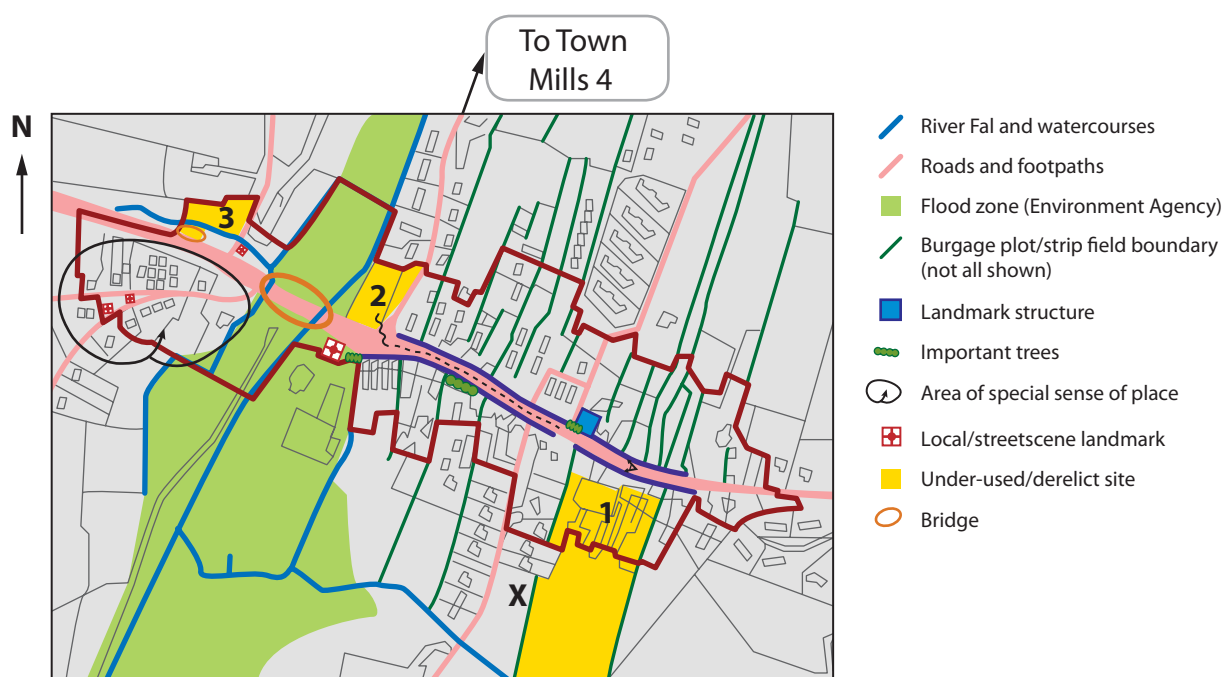 To Town
Mills 4
N
3
2
1
X
River Fal and watercourses
Roads and footpaths
Flood zone (Environment Agency)
Burgage plot/strip field boundary
(not all shown)
Landmark structure
Important trees
Area of special sense of place
Local/streetscene landmark
Under-used/derelict site
Bridge